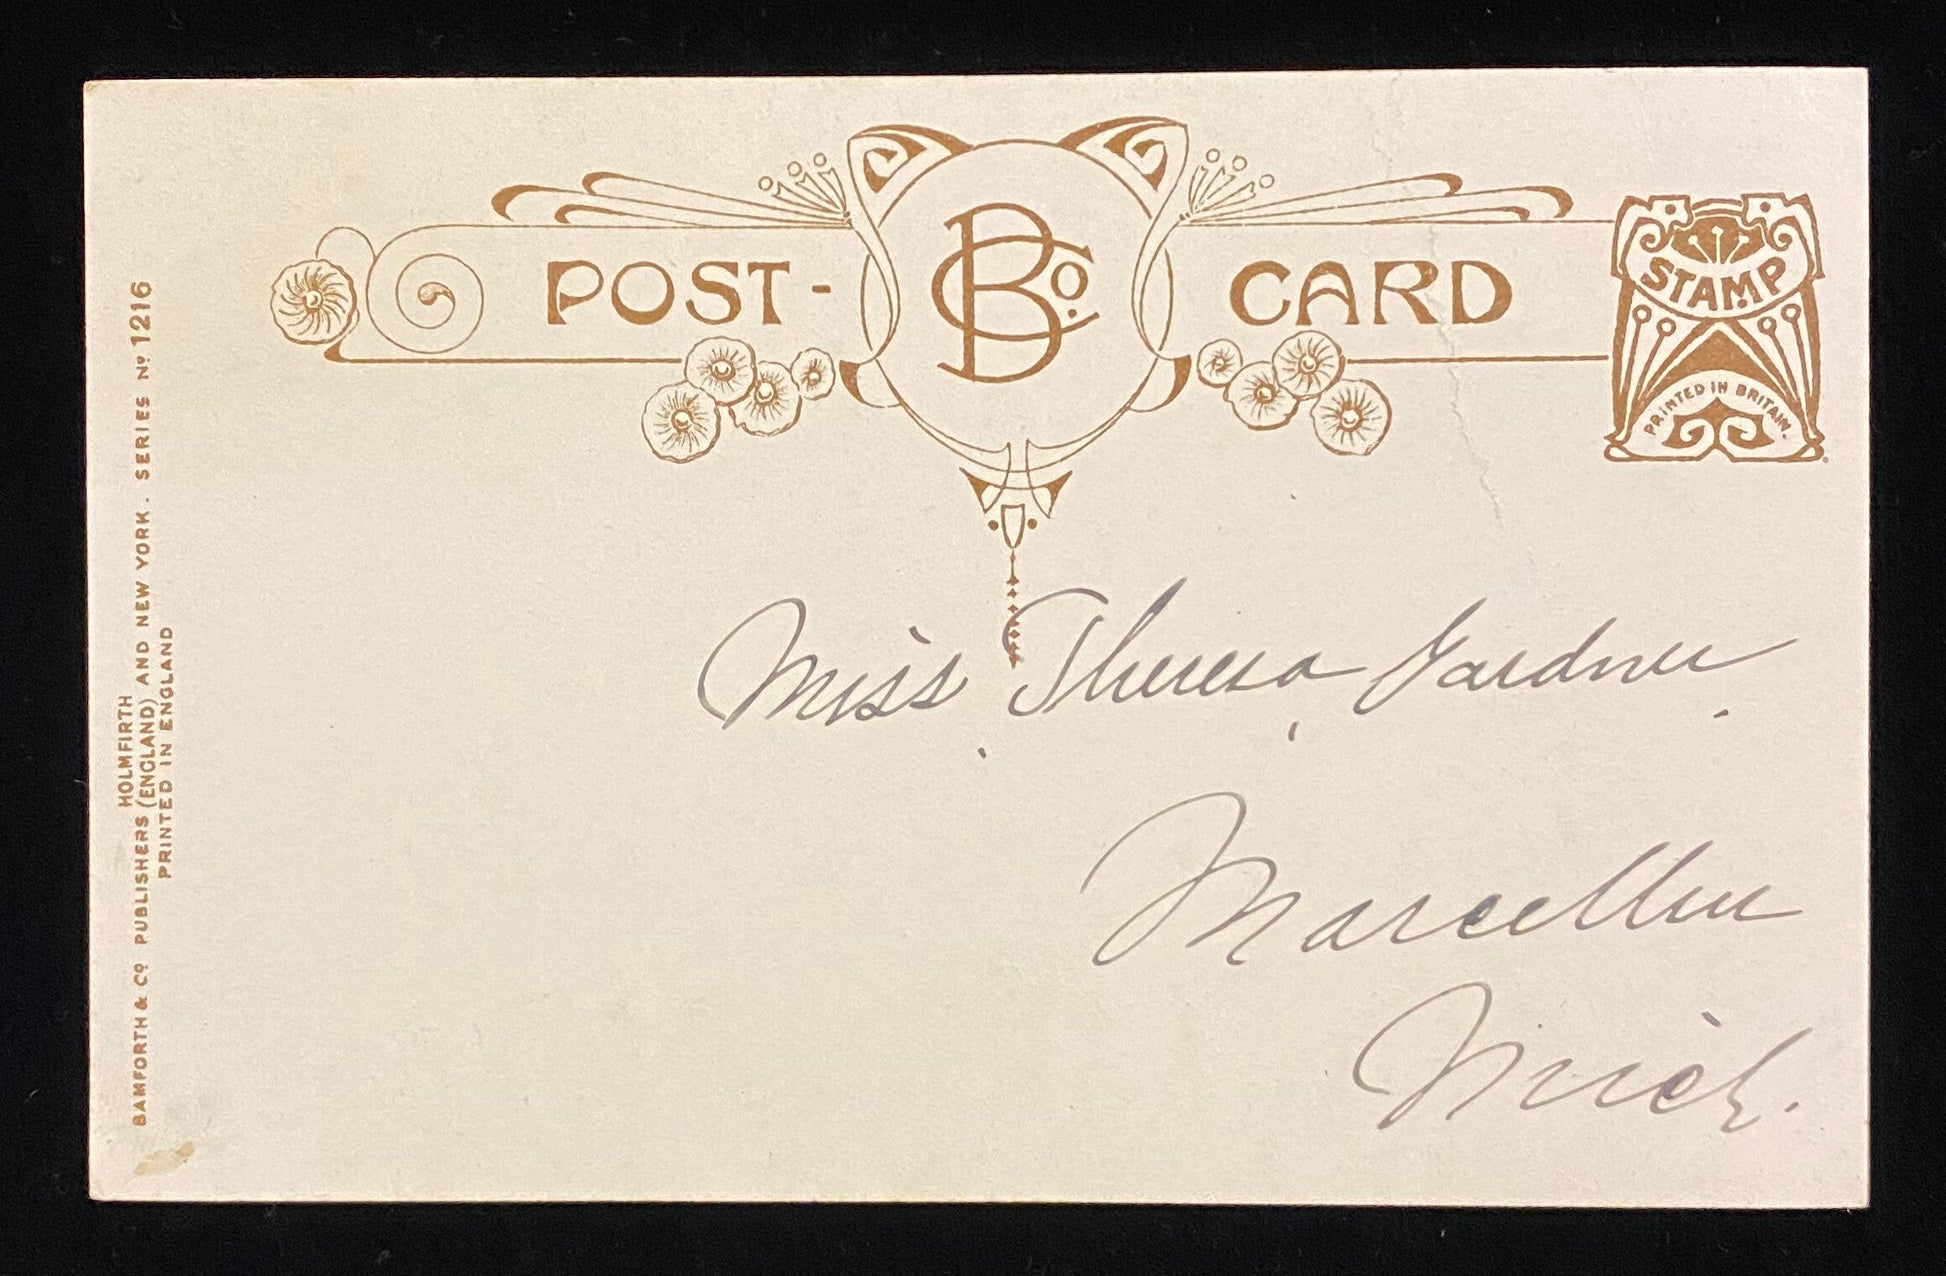 POST-
B Co.
CARD
STAMP
PRINTED IN BRITAIN.
Miss Theresa Gardner
Marcellus
Mich.
HOLMFIRTH
BAMFORTH & Co PUBLISHERS (ENGLAND) AND NEW YORK. SERIES No 1216
PRINTED IN ENGLAND